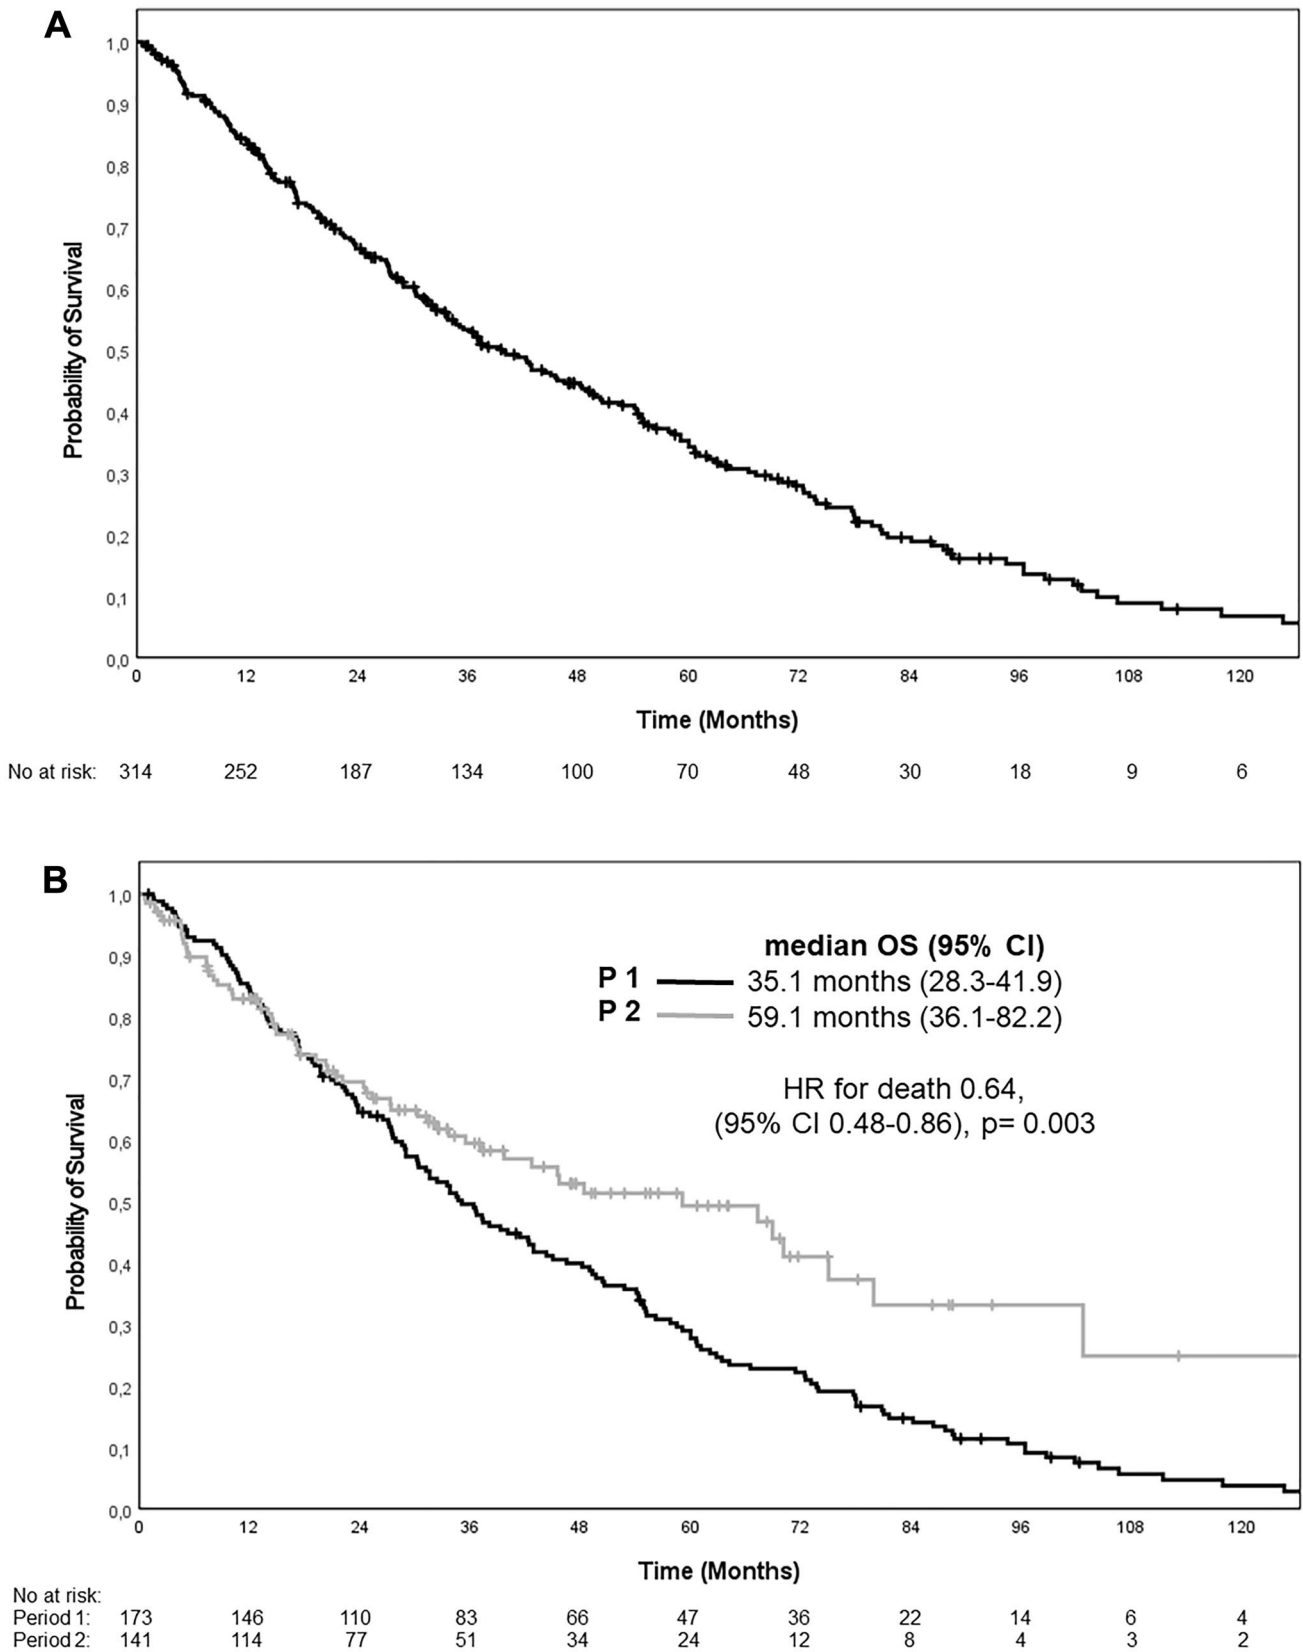 A
1,0
0,9
0,8
0,7
0,6
0,5
0,4
0,3
0,2
0,1
0,0
Probability of Survival
0 12 24 36 48 60 72 84 96 108 120
Time (Months)
No at risk: 314 252 187 134 100 70 48 30 18 9 6
B
1,0
0,9
0,8
0,7
0,6
0,5
0,4
0,3
0,2
0,1
0,0
Probability of Survival
median OS (95% CI)
P 1 35.1 months (28.3-41.9)
P 2 59.1 months (36.1-82.2)
HR for death 0.64,
(95% CI 0.48-0.86), p= 0.003
0 12 24 36 48 60 72 84 96 108 120
Time (Months)
No at risk:
Period 1: 173 146 110 83 66 47 36 22 14 6 4
Period 2: 141 114 77 51 34 24 12 8 4 3 2